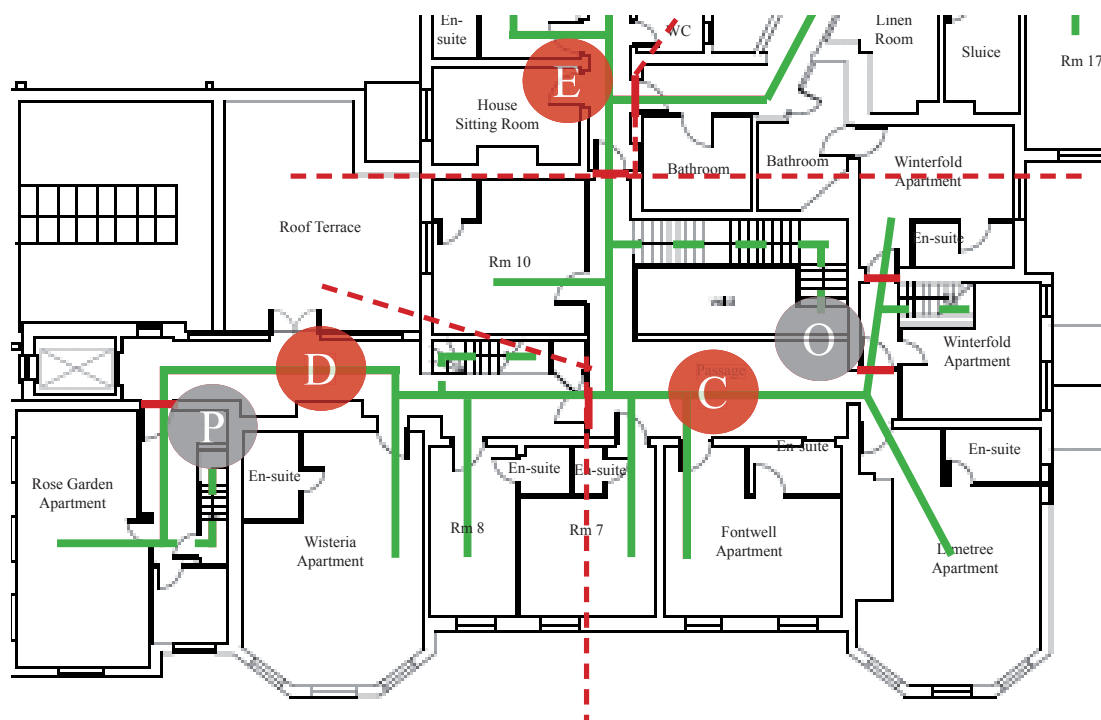 En-
suite
WC
Linen
Room
Sluice
Rm 17
E
House
Sitting Room
Bathroom
Bathroom
Winterfold
Apartment
Roof Terrace
En-suite
Rm 10
O
Winterfold
Apartment
D
Passage
C
P
En-suite
En-suite
En-suite
En-suite
En-suite
Rose Garden
Apartment
Wisteria
Apartment
Rm 8
Rm 7
Fontwell
Apartment
Limetree
Apartment